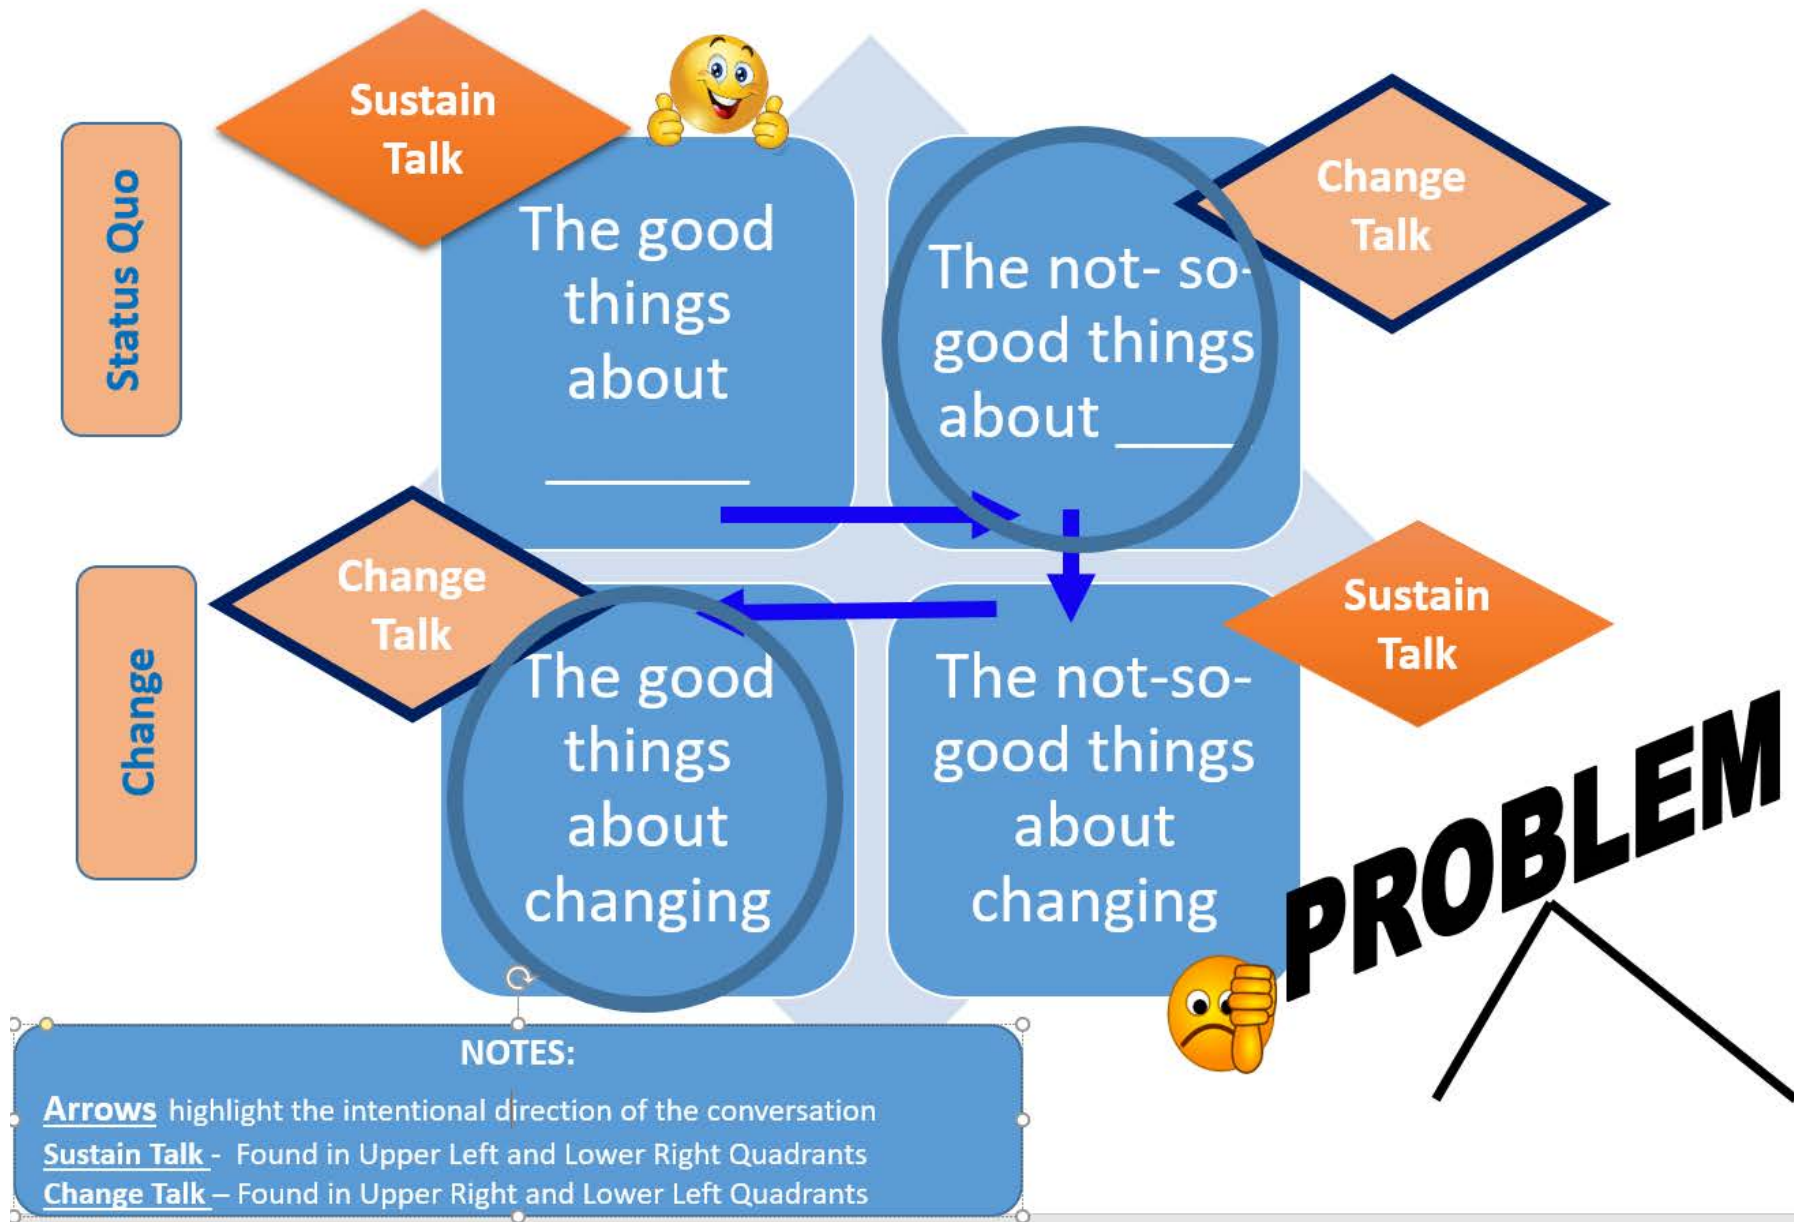 Sustain
Talk
Status Quo
The good
things
about
__________
The not- so-
good things
about _____
Change
Talk
Change
Talk
Change
The good
things
about
changing
The not-so-
good things
about
changing
Sustain
Talk
PROBLEM
NOTES:
Arrows highlight the intentional direction of the conversation
Sustain Talk - Found in Upper Left and Lower Right Quadrants
Change Talk – Found in Upper Right and Lower Left Quadrants